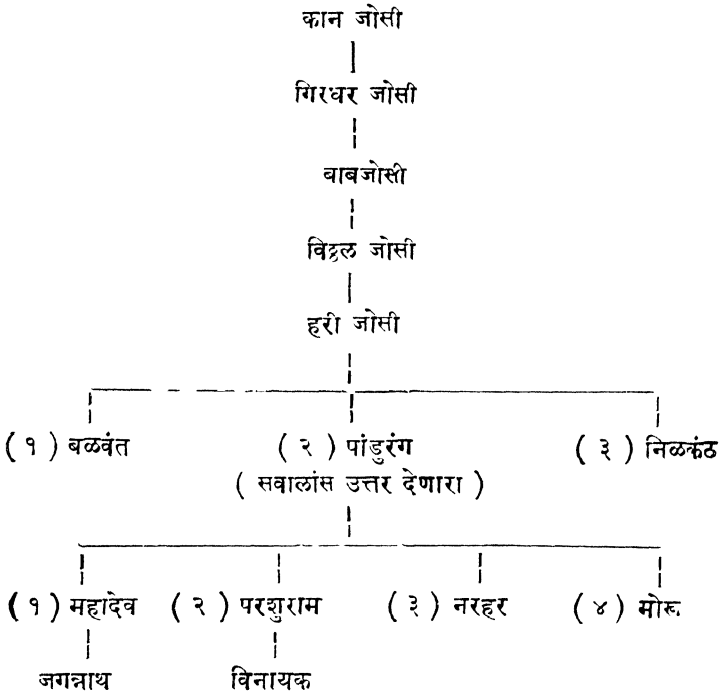 कान जोसी
गिरधर जोसी
बाबजोसी
विठ्ठल जोसी
हरी जोसी
( १ ) बळवंत ( २ ) पांडुरंग ( ३ ) निळकंठ
( सवालांस उत्तर देणारा )
( १ ) महादेव ( २ ) परशुराम ( ३ ) नरहर ( ४ ) मोरू
जगन्नाथ विनायक